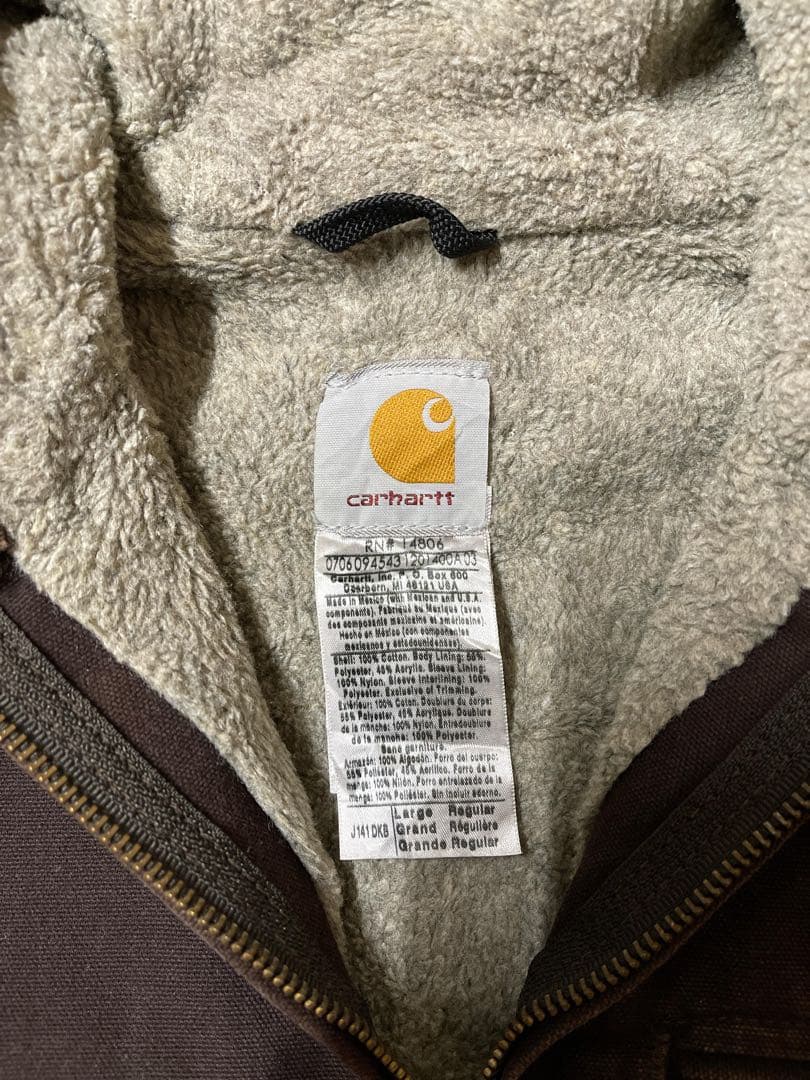 carhartt
RN# 14806
0706094543 1201400A 03
Carhartt, Inc. P. O. Box 600
Dearborn, MI 48121 USA
Made in Mexico (with Mexican and U.S.A.
components). Fabriqué au Mexique (avec
des composants mexicains et américains).
Hecho en México (con componentes
mexicanos y estadounidenses).
Shell: 100% Cotton. Body Lining: 55%
Polyester, 45% Acrylic. Sleeve Lining:
100% Nylon. Sleeve Interlining: 100%
Polyester. Exclusive of Trimming.
Extérieur: 100% Coton. Doublure du corps:
55% Polyester, 45% Acrylique. Doublure
de la manche: 100% Nylon. Entredoublure
de la manche: 100% Polyester.
Sans garniture.
Armazón: 100% Algodón. Forro del cuerpo:
55% Poliéster, 45% Acrílico. Forro de la
manga: 100% Nilón. Forro entrelazado de la
manga: 100% Poliéster. Sin incluir adorno.
J141 DKB
Large Regular
Grand Régulière
Grande Regular